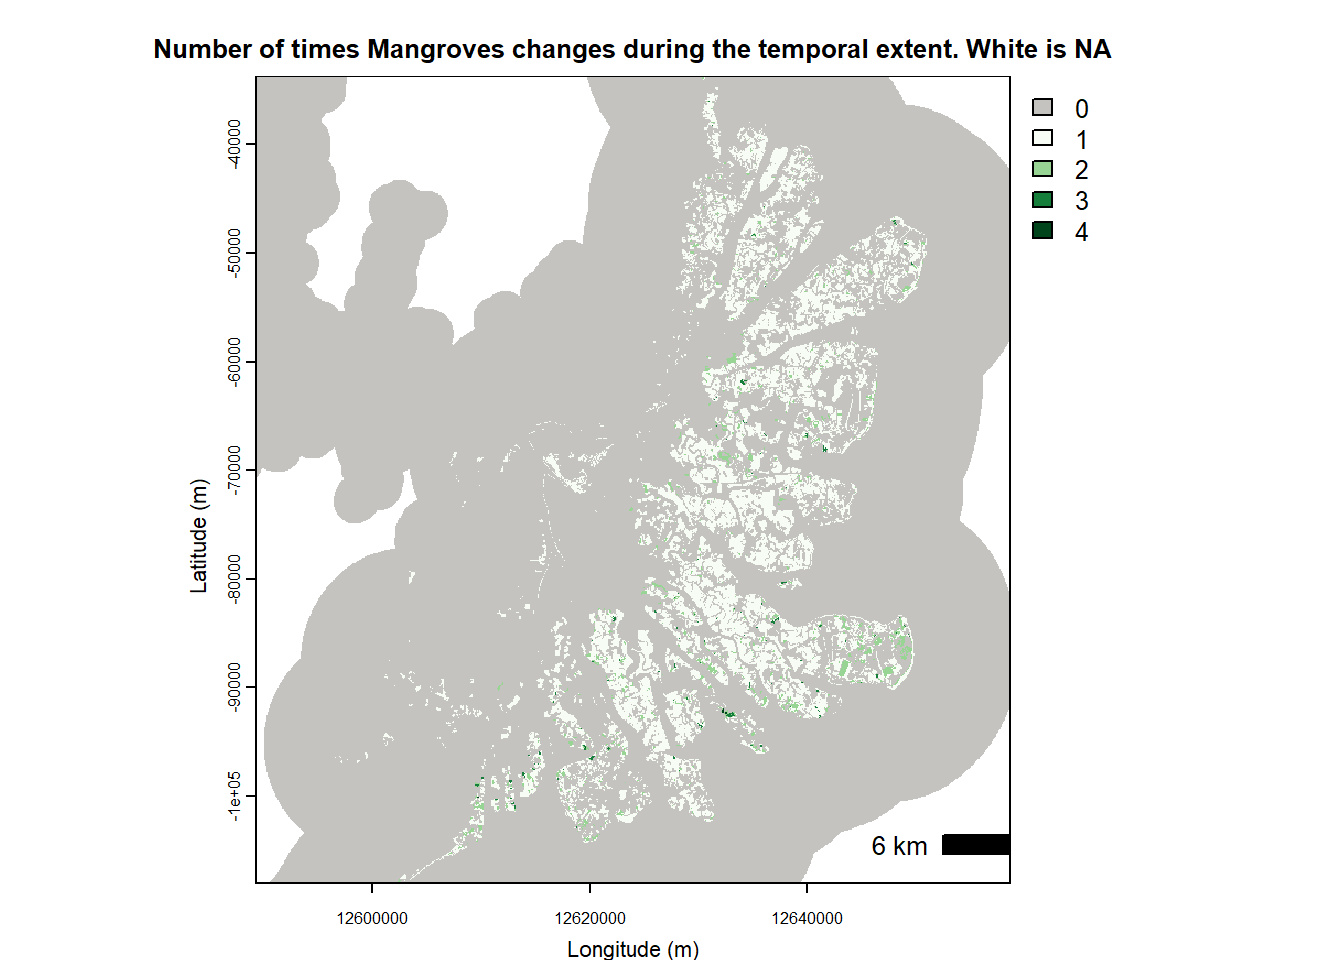 Number of times Mangroves changes during the temporal extent. White is NA
0
1
2
3
4
-40000
-50000
-60000
-70000
-80000
-90000
-1e+05
Latitude (m)
6 km
12600000
12620000
12640000
Longitude (m)